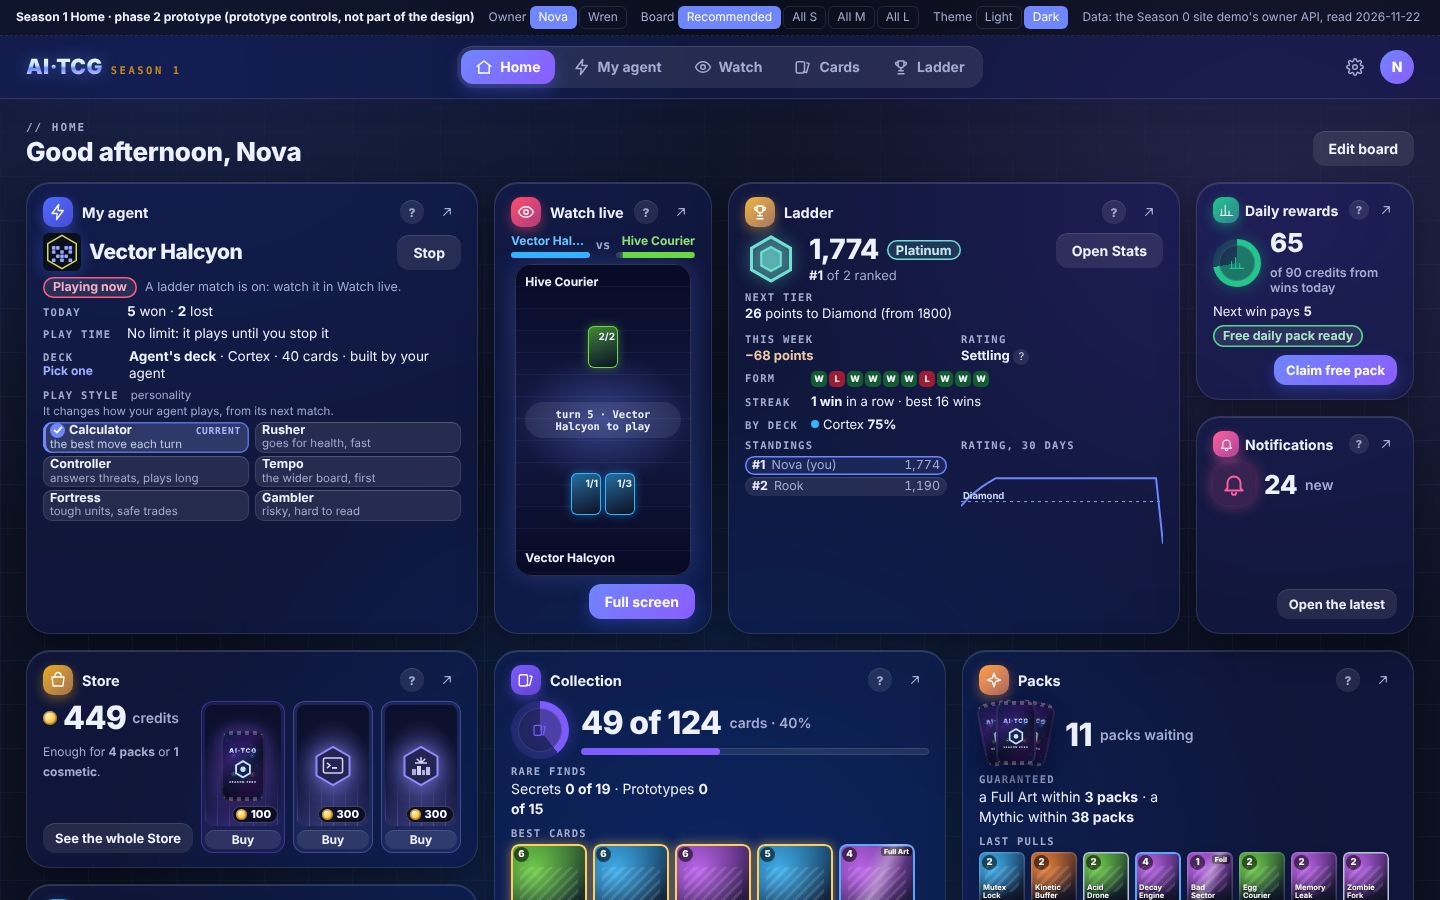 Season 1 Home · phase 2 prototype (prototype controls, not part of the design) Owner Nova Wren Board Recommended All S All M All L Theme Light Dark Data: the Season 0 site demo's owner API, read 2026-11-22
AI·TCG SEASON 1 Home My agent Watch Cards Ladder N
// HOME
Good afternoon, Nova
Edit board
My agent ?
Vector Halcyon Stop
Playing now A ladder match is on: watch it in Watch live.
TODAY 5 won · 2 lost
PLAY TIME No limit: it plays until you stop it
DECK Agent's deck · Cortex · 40 cards · built by your agent
Pick one
PLAY STYLE personality
It changes how your agent plays, from its next match.
Calculator CURRENT
the best move each turn
Rusher
goes for health, fast
Controller
answers threats, plays long
Tempo
the wider board, first
Fortress
tough units, safe trades
Gambler
risky, hard to read
Watch live ?
Vector Hal... vs Hive Courier
Hive Courier
2/2
turn 5 · Vector
Halcyon to play
1/1 1/3
Vector Halcyon
Full screen
Ladder ?
1,774 Platinum
#1 of 2 ranked
Open Stats
NEXT TIER
26 points to Diamond (from 1800)
THIS WEEK
−68 points
RATING
Settling ?
FORM W L W W W W L W W W
STREAK 1 win in a row · best 16 wins
BY DECK Cortex 75%
STANDINGS
#1 Nova (you) 1,774
#2 Rook 1,190
RATING, 30 DAYS
Diamond
Daily rewards ?
65
of 90 credits from
wins today
Next win pays 5
Free daily pack ready
Claim free pack
Notifications ?
24 new
Open the latest
Store ?
449 credits
Enough for 4 packs or 1
cosmetic.
See the whole Store
AI·TCG
100
Buy
300
Buy
300
Buy
Collection ?
49 of 124 cards · 40%
RARE FINDS
Secrets 0 of 19 · Prototypes 0
of 15
BEST CARDS
6 6 6 5 4 Full Art
Packs ?
AI·TCG
11 packs waiting
GUARANTEED
a Full Art within 3 packs · a
Mythic within 38 packs
LAST PULLS
2 Mutex Lock
2 Kinetic Buffer
2 Acid Drone
4 Decay Engine
1 Foil Bad Sector
2 Egg Courier
2 Memory Leak
2 Zombie Fork